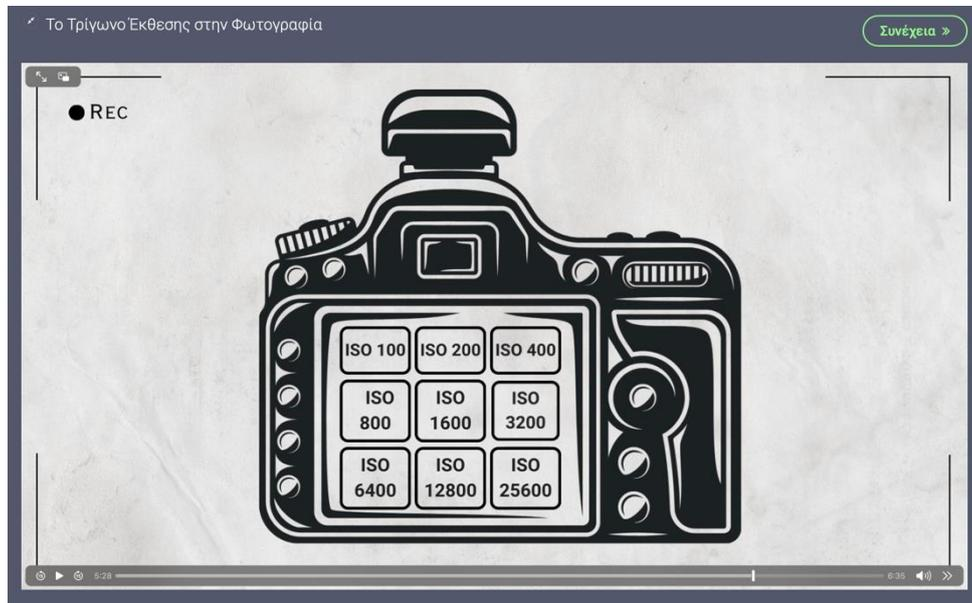 Το Τρίγωνο Έκθεσης στην Φωτογραφία
Συνέχεια »
REC
ISO 100 ISO 200 ISO 400
ISO 800 ISO 1600 ISO 3200
ISO 6400 ISO 12800 ISO 25600
5:28 6:35